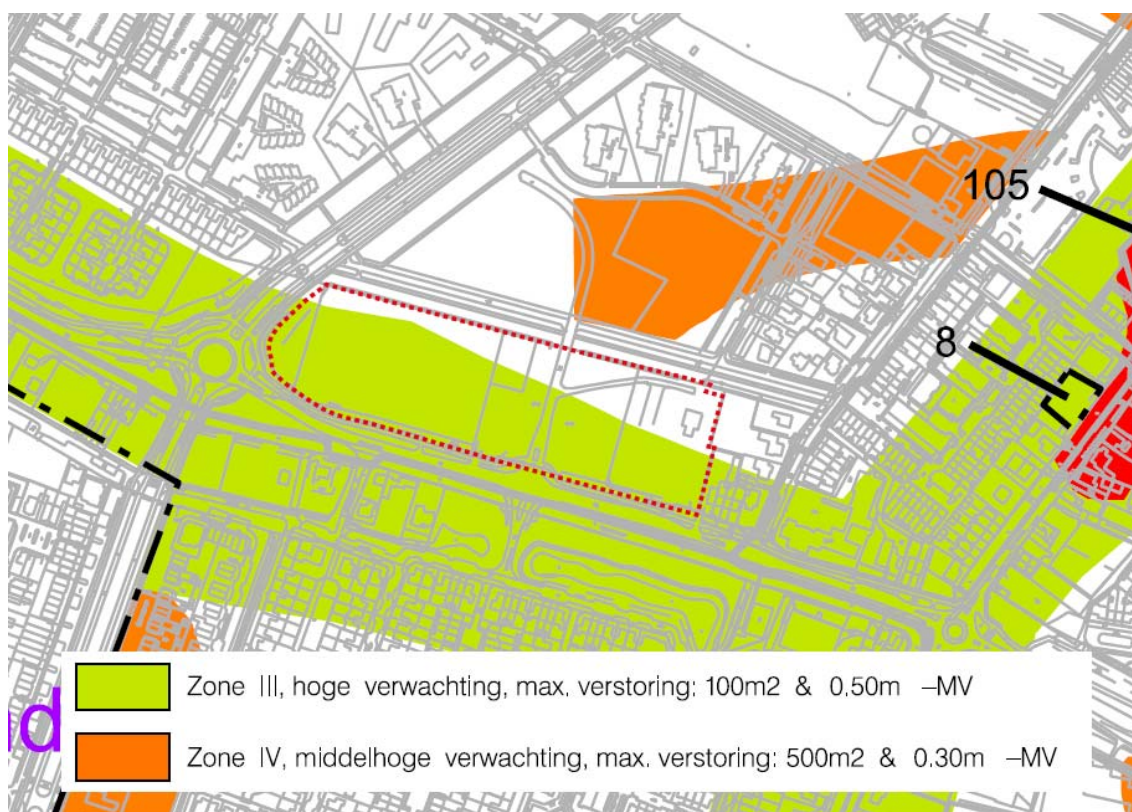 105
8
d
Zone III, hoge verwachting, max. verstoring: 100m2 & 0.50m –MV
Zone IV, middelhoge verwachting, max. verstoring: 500m2 & 0.30m –MV